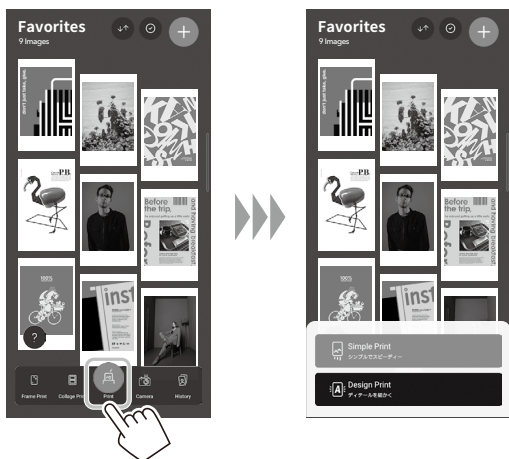 Favorites
9 Images
don't just take, give.
P.B.
Before
the trip,
and having breakfast
100%
inst
?
Frame Print
Collage Pri
Print
Camera
History
Favorites
9 Images
don't just take, give.
P.B.
Before
the trip,
and having breakfast
100%
inst
Simple Print
シンプルでスピーディー
A
Design Print
ディテールを細かく